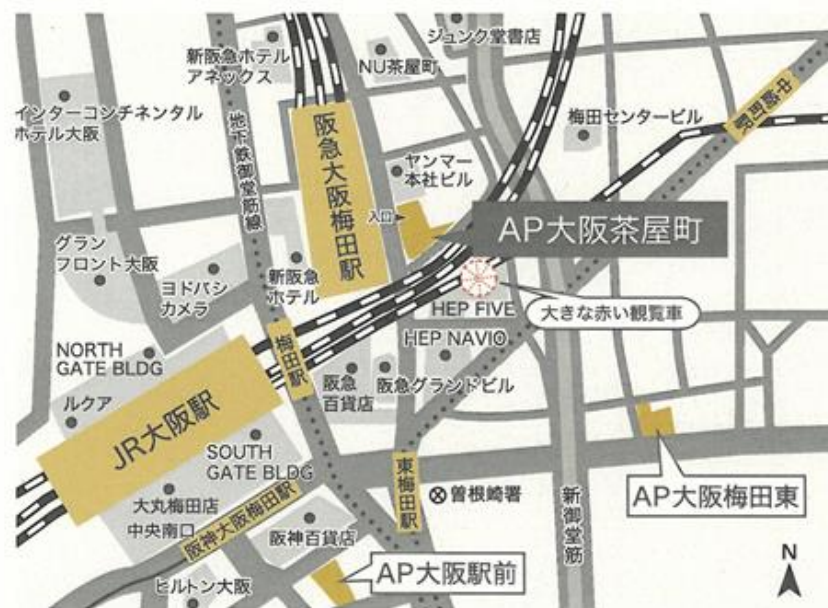 ジュンク堂書店
新阪急ホテル
アネックス
NU茶屋町
インターコンチネンタル
ホテル大阪
地下鉄御堂筋線
阪急大阪梅田駅
梅田センタービル
中崎町駅
ヤンマー
本社ビル
入口
AP大阪茶屋町
グラン
フロント大阪
ヨドバシ
カメラ
新阪急
ホテル
HEP FIVE
大きな赤い観覧車
HEP NAVIO
NORTH
GATE BLDG
梅田駅
阪急
百貨店
阪急グランドビル
ルクア
JR大阪駅
SOUTH
GATE BLDG
東梅田駅
曽根崎署
新御堂筋
AP大阪梅田東
大丸梅田店
中央南口
阪神大阪梅田駅
阪神百貨店
AP大阪駅前
ヒルトン大阪
N